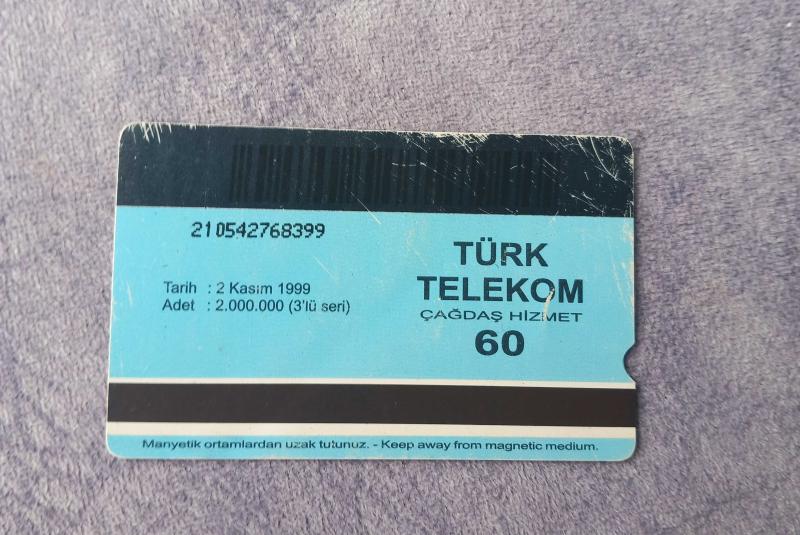 210542768399
Tarih : 2 Kasım 1999
Adet : 2.000.000 (3'lü seri)
TÜRK
TELEKOM
ÇAĞDAŞ HİZMET
60
Manyetik ortamlardan uzak tutunuz. - Keep away from magnetic medium.